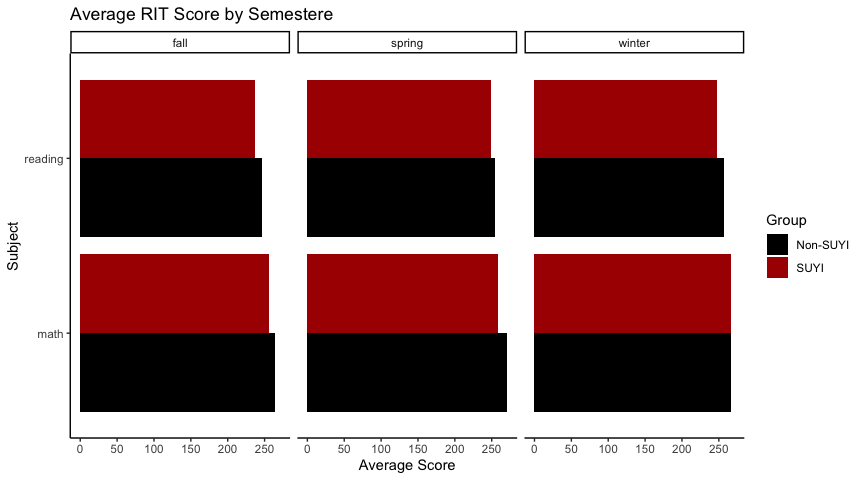 Average RIT Score by Semestere
fall spring winter
reading
math
Subject
0 50 100 150 200 250 0 50 100 150 200 250 0 50 100 150 200 250
Average Score
Group
Non-SUYI
SUYI